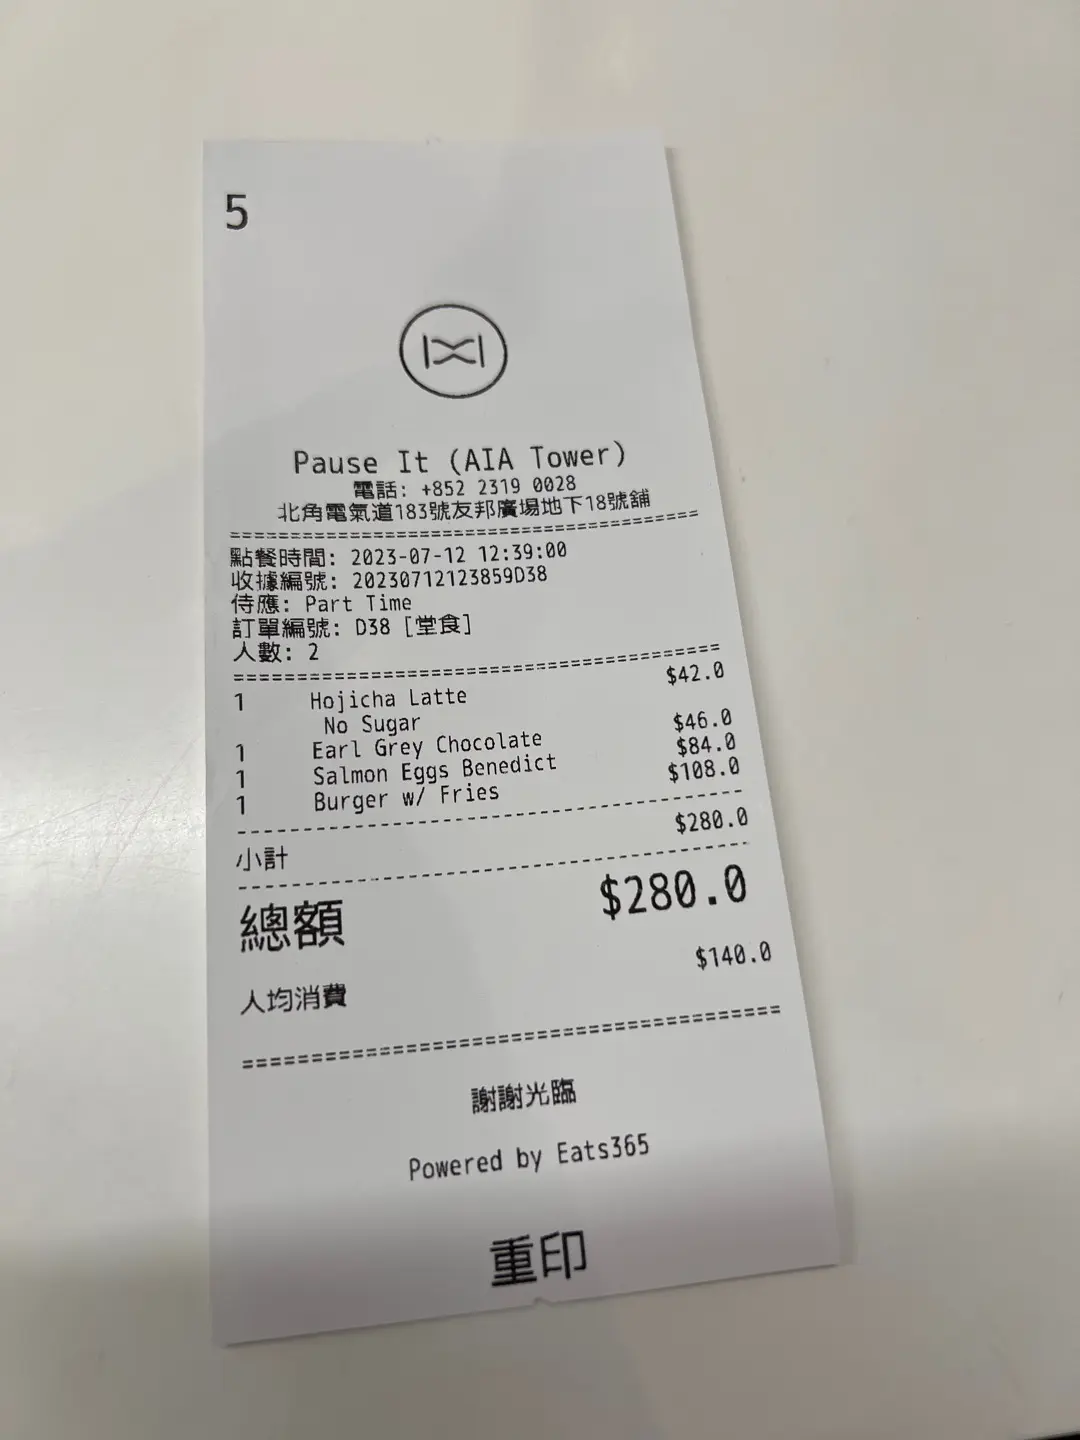 5
Pause It (AIA Tower)
電話: +852 2319 0028
北角電氣道183號友邦廣場地下18號舖
點餐時間: 2023-07-12 12:39:00
收據編號: 20230712123859D38
侍應: Part Time
訂單編號: D38 [堂食]
人數: 2
1 Hojicha Latte $42.0
No Sugar
1 Earl Grey Chocolate $46.0
1 Salmon Eggs Benedict $84.0
1 Burger w/ Fries $108.0
小計 $280.0
總額 $280.0
人均消費 $140.0
謝謝光臨
Powered by Eats365
重印